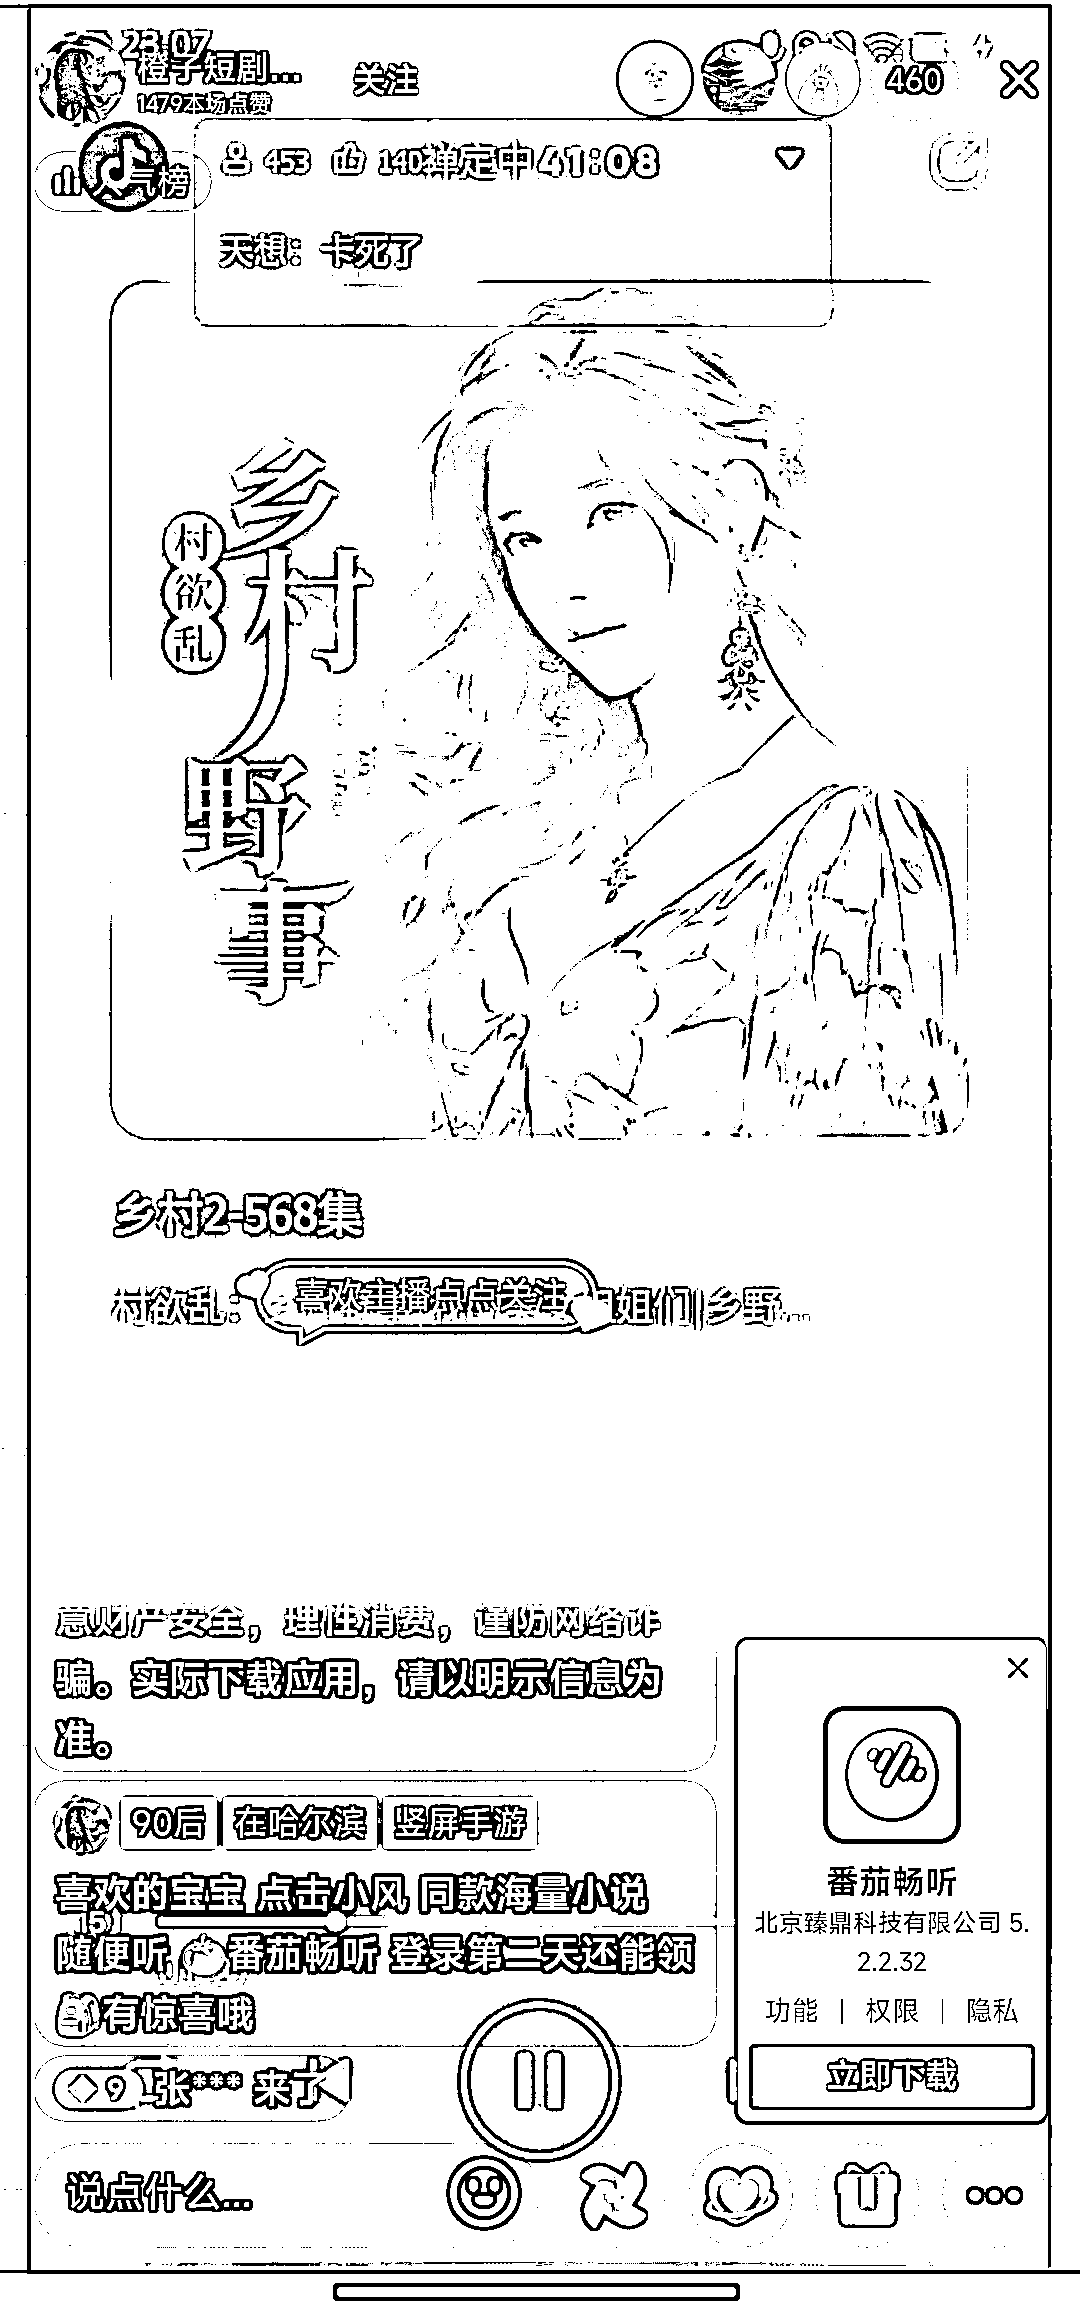 23:07
橙子短剧...
关注
1479本场点赞
460
人气榜
453
140禅定中41:08
天想：卡死了
乡村野事
村欲乱
乡村2-568集
村欲乱：
喜欢主播点点关注
姐们|乡野...
意财产安全，理性消费，谨防网络诈
骗。实际下载应用，请以明示信息为
准。
90后 在哈尔滨 竖屏手游
喜欢的宝宝 点击小风 同款海量小说
随便听 番茄畅听 登录第二天还能领
有惊喜哦
9
张*** 来了
说点什么...
番茄畅听
北京臻鼎科技有限公司 5.
2.2.32
功能 | 权限 | 隐私
立即下载